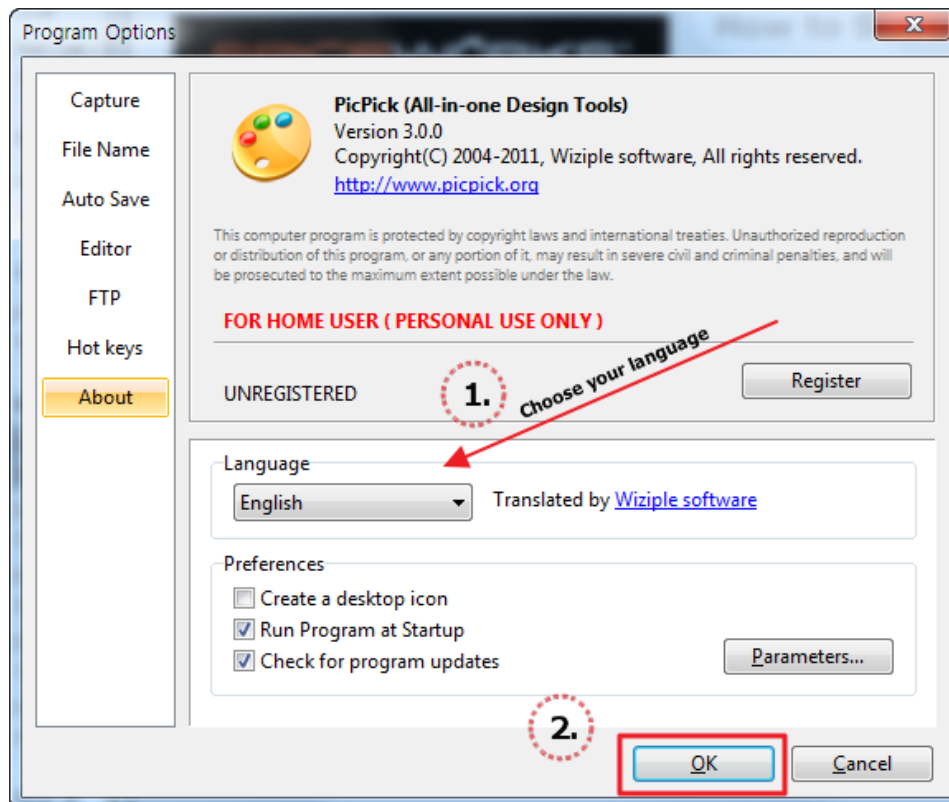 Program Options
Capture
File Name
Auto Save
Editor
FTP
Hot keys
About
PicPick (All-in-one Design Tools)
Version 3.0.0
Copyright(C) 2004-2011, Wiziple software, All rights reserved.
http://www.picpick.org
This computer program is protected by copyright laws and international treaties. Unauthorized reproduction
or distribution of this program, or any portion of it, may result in severe civil and criminal penalties, and will
be prosecuted to the maximum extent possible under the law.
FOR HOME USER ( PERSONAL USE ONLY )
UNREGISTERED
1.
Choose your language
Register
Language
English
Translated by Wiziple software
Preferences
Create a desktop icon
Run Program at Startup
Check for program updates
Parameters...
2.
OK
Cancel